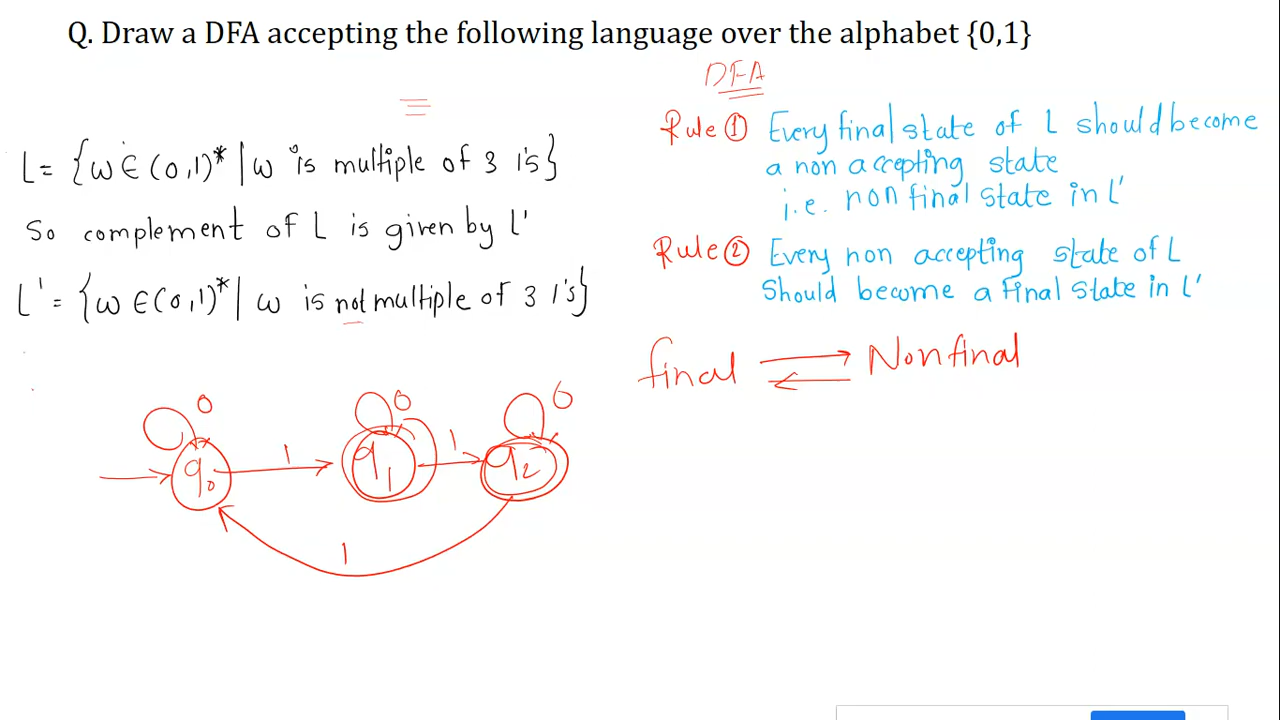 Q. Draw a DFA accepting the following language over the alphabet {0,1}
DFA
L = {ω ∈ (0,1)* | ω is multiple of 3 1's}
So complement of L is given by L'
L' = {ω ∈ (0,1)* | ω is not multiple of 3 1's}
Rule ① Every final state of L should become
a non accepting state
i.e. non final state in L'
Rule ② Every non accepting state of L
Should become a final state in L'
final ⇄ Nonfinal
0 0 0
q₀ 1 q₁ 1 q₂
1